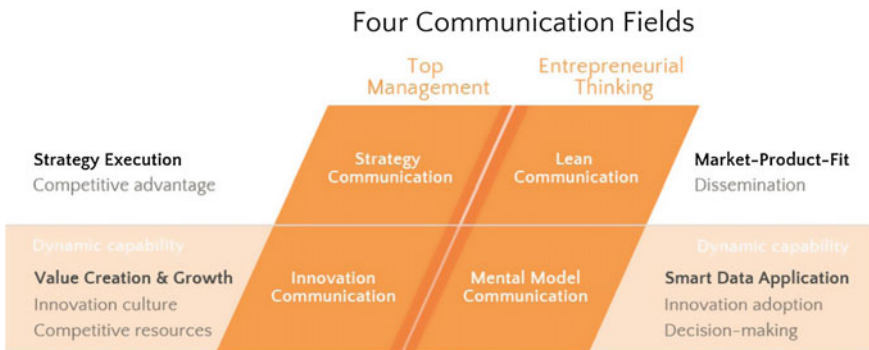 Four Communication Fields
Top
Management
Entrepreneurial
Thinking
Strategy Execution
Competitive advantage
Strategy
Communication
Lean
Communication
Market-Product-Fit
Dissemination
Dynamic capability
Value Creation & Growth
Innovation culture
Competitive resources
Innovation
Communication
Mental Model
Communication
Dynamic capability
Smart Data Application
Innovation adoption
Decision-making